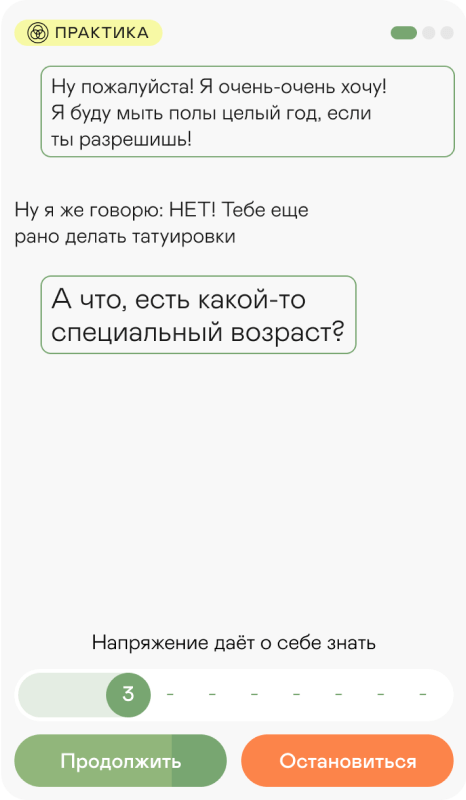 ПРАКТИКА
Ну пожалуйста! Я очень-очень хочу!
Я буду мыть полы целый год, если
ты разрешишь!
Ну я же говорю: НЕТ! Тебе еще
рано делать татуировки
А что, есть какой-то
специальный возраст?
Напряжение даёт о себе знать
3 - - - - - - -
Продолжить Остановиться